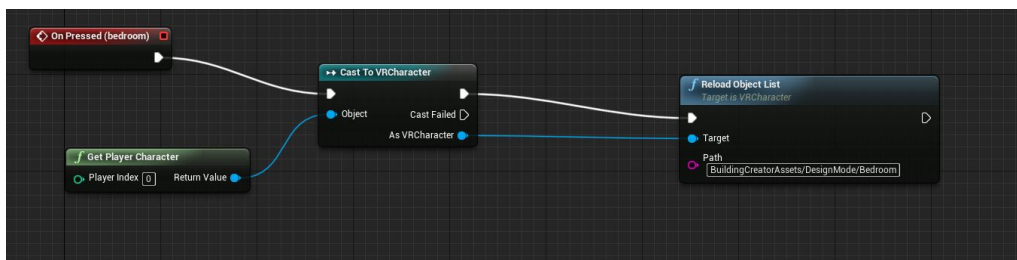 On Pressed (bedroom)
Cast To VRCharacter
Object
Cast Failed
As VRCharacter
f Get Player Character
Player Index 0
Return Value
f Reload Object List
Target is VRCharacter
Target
Path
BuildingCreatorAssets/DesignMode/Bedroom